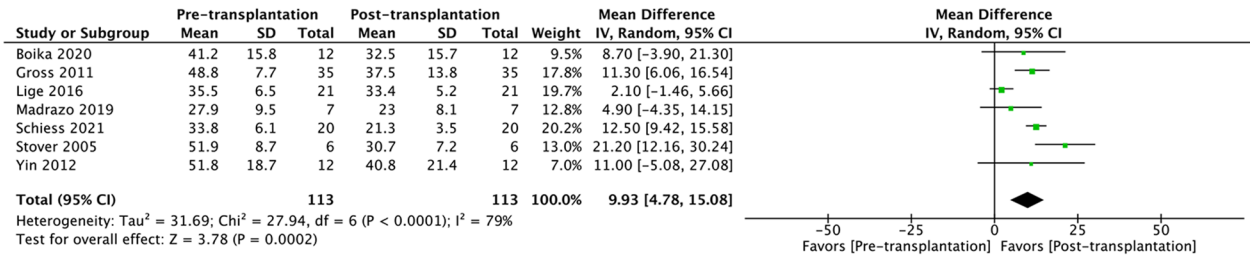 Pre-transplantation Post-transplantation Mean Difference Mean Difference
Study or Subgroup Mean SD Total Mean SD Total Weight IV, Random, 95% CI IV, Random, 95% CI
Boika 2020 41.2 15.8 12 32.5 15.7 12 9.5% 8.70 [−3.90, 21.30]
Gross 2011 48.8 7.7 35 37.5 13.8 35 17.8% 11.30 [6.06, 16.54]
Lige 2016 35.5 6.5 21 33.4 5.2 21 19.7% 2.10 [−1.46, 5.66]
Madrazo 2019 27.9 9.5 7 23 8.1 7 12.8% 4.90 [−4.35, 14.15]
Schiess 2021 33.8 6.1 20 21.3 3.5 20 20.2% 12.50 [9.42, 15.58]
Stover 2005 51.9 8.7 6 30.7 7.2 6 13.0% 21.20 [12.16, 30.24]
Yin 2012 51.8 18.7 12 40.8 21.4 12 7.0% 11.00 [−5.08, 27.08]
Total (95% CI) 113 113 100.0% 9.93 [4.78, 15.08]
Heterogeneity: Tau² = 31.69; Chi² = 27.94, df = 6 (P < 0.0001); I² = 79%
Test for overall effect: Z = 3.78 (P = 0.0002)
−50 −25 0 25 50
Favors [Pre-transplantation] Favors [Post-transplantation]